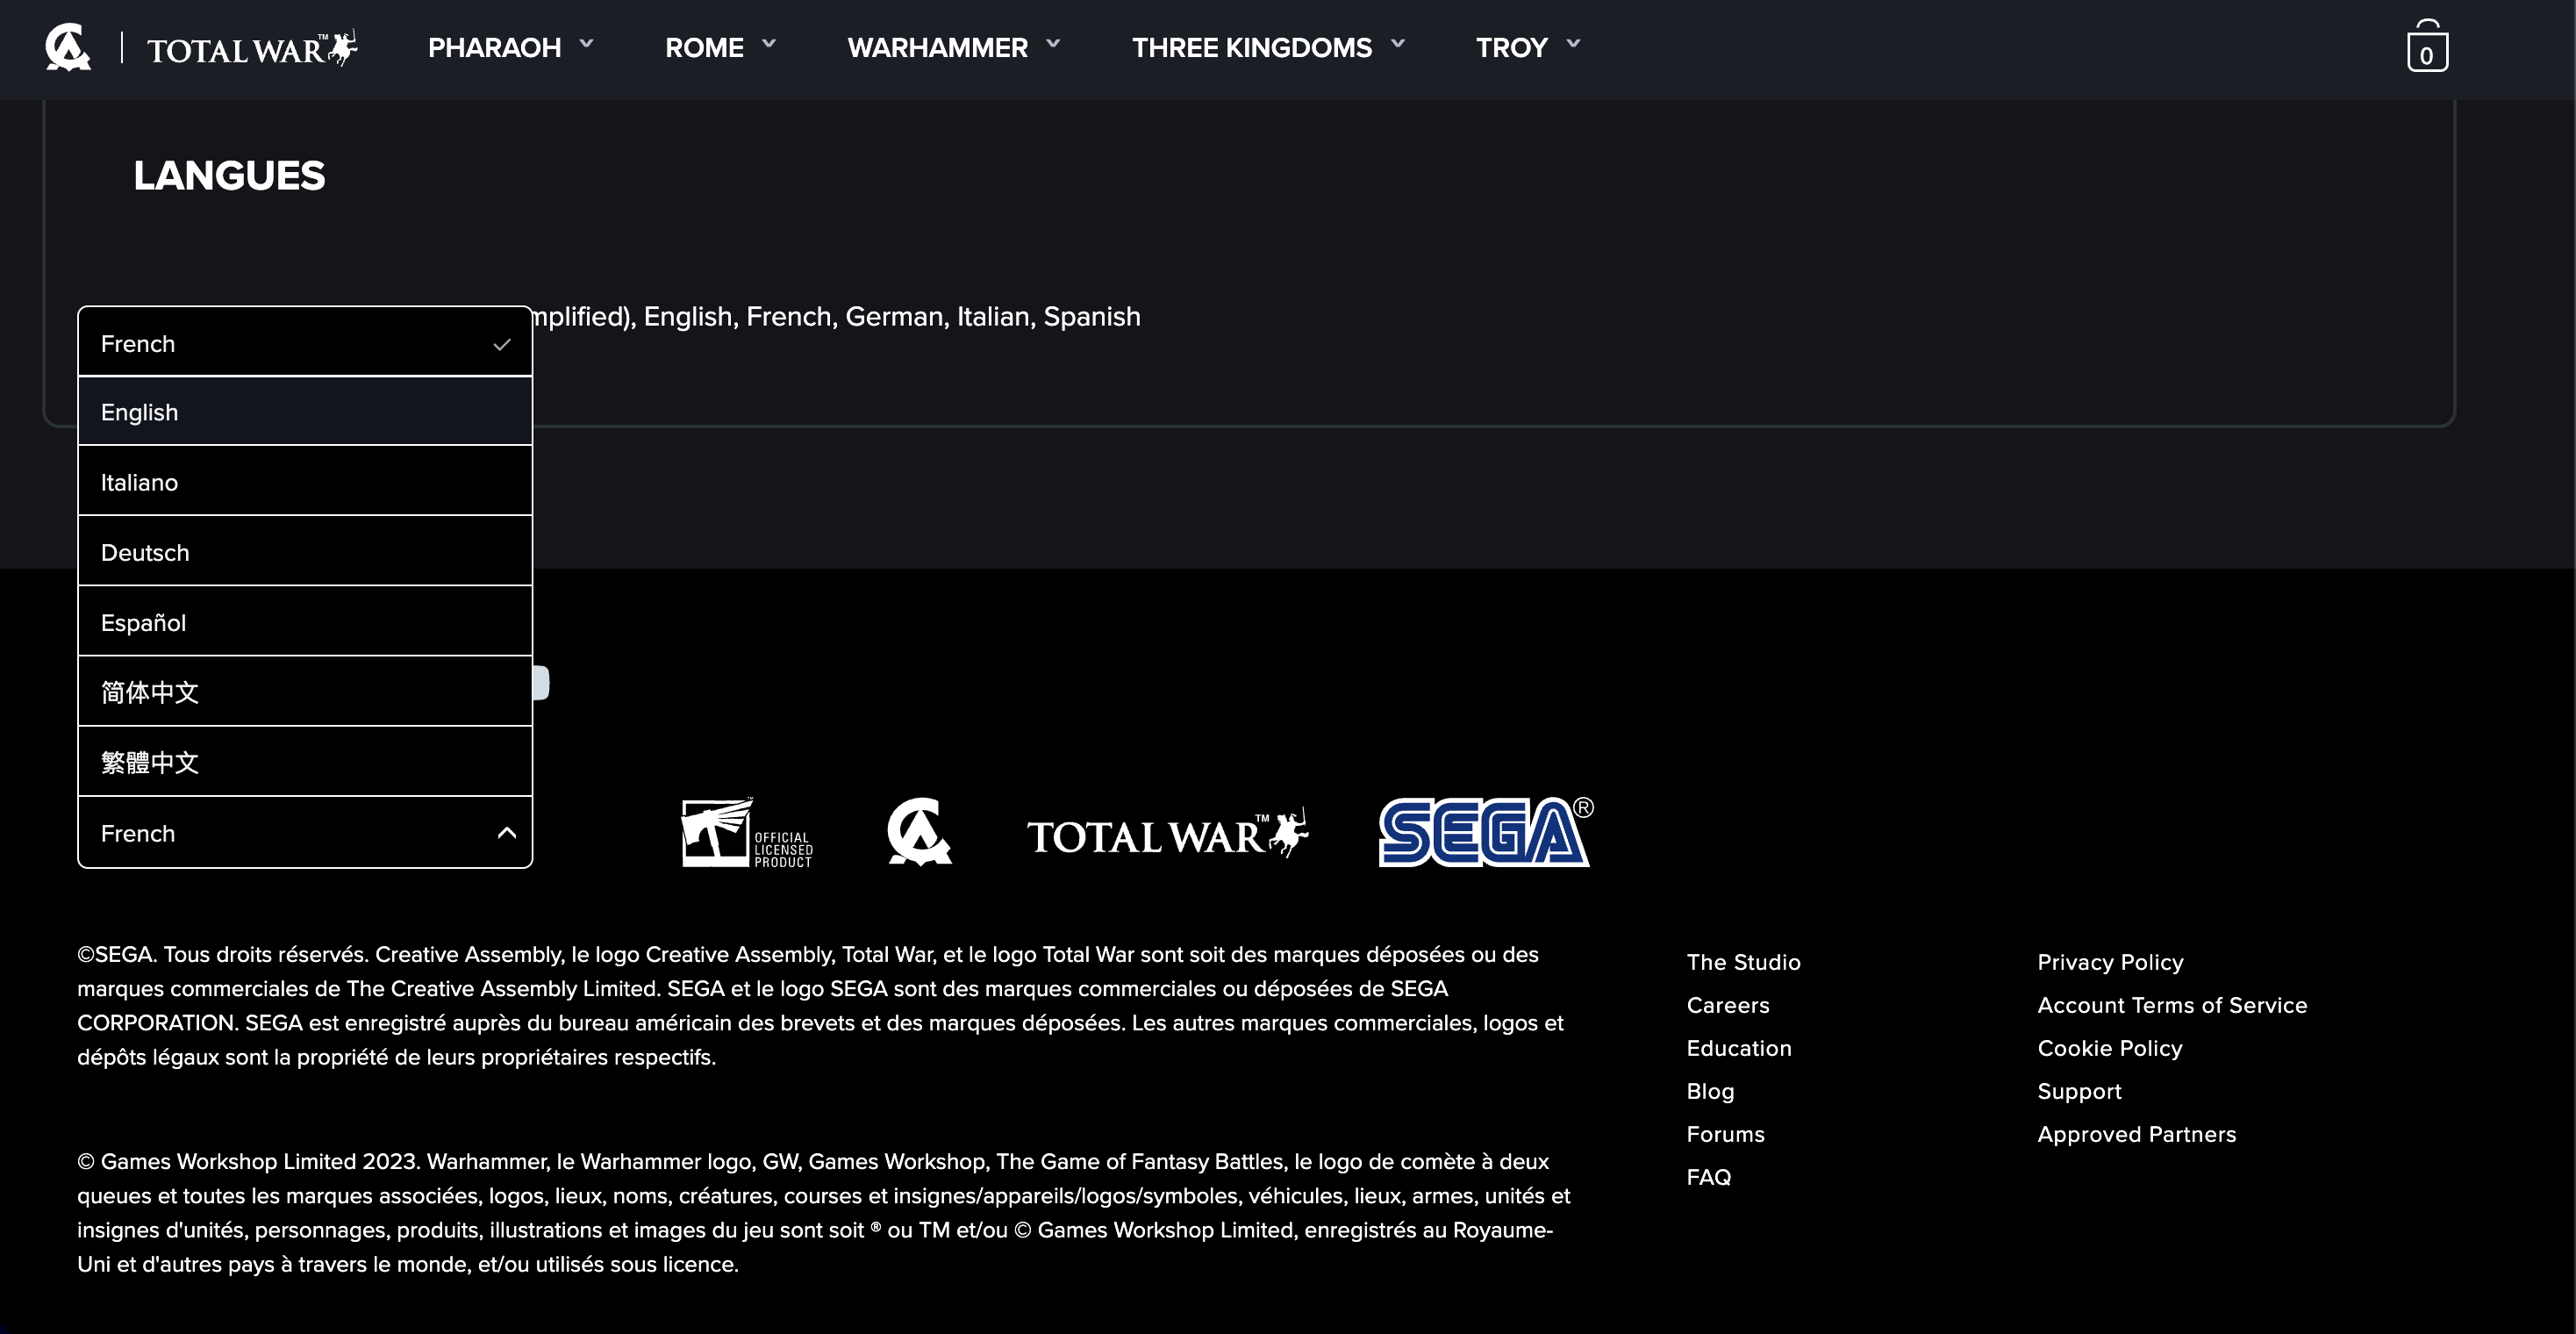 TOTAL WAR™
PHARAOH
ROME
WARHAMMER
THREE KINGDOMS
TROY
0
LANGUES
English, French, German, Italian, Spanish
French
English
Italiano
Deutsch
Español
简体中文
繁體中文
French
OFFICIAL
LICENSED
PRODUCT
™
TOTAL WAR™
SEGA®
©SEGA. Tous droits réservés. Creative Assembly, le logo Creative Assembly, Total War, et le logo Total War sont soit des marques déposées ou des
marques commerciales de The Creative Assembly Limited. SEGA et le logo SEGA sont des marques commerciales ou déposées de SEGA
CORPORATION. SEGA est enregistré auprès du bureau américain des brevets et des marques déposées. Les autres marques commerciales, logos et
dépôts légaux sont la propriété de leurs propriétaires respectifs.
© Games Workshop Limited 2023. Warhammer, le Warhammer logo, GW, Games Workshop, The Game of Fantasy Battles, le logo de comète à deux
queues et toutes les marques associées, logos, lieux, noms, créatures, courses et insignes/appareils/logos/symboles, véhicules, lieux, armes, unités et
insignes d'unités, personnages, produits, illustrations et images du jeu sont soit ® ou TM et/ou © Games Workshop Limited, enregistrés au Royaume-
Uni et d'autres pays à travers le monde, et/ou utilisés sous licence.
The Studio
Careers
Education
Blog
Forums
FAQ
Privacy Policy
Account Terms of Service
Cookie Policy
Support
Approved Partners